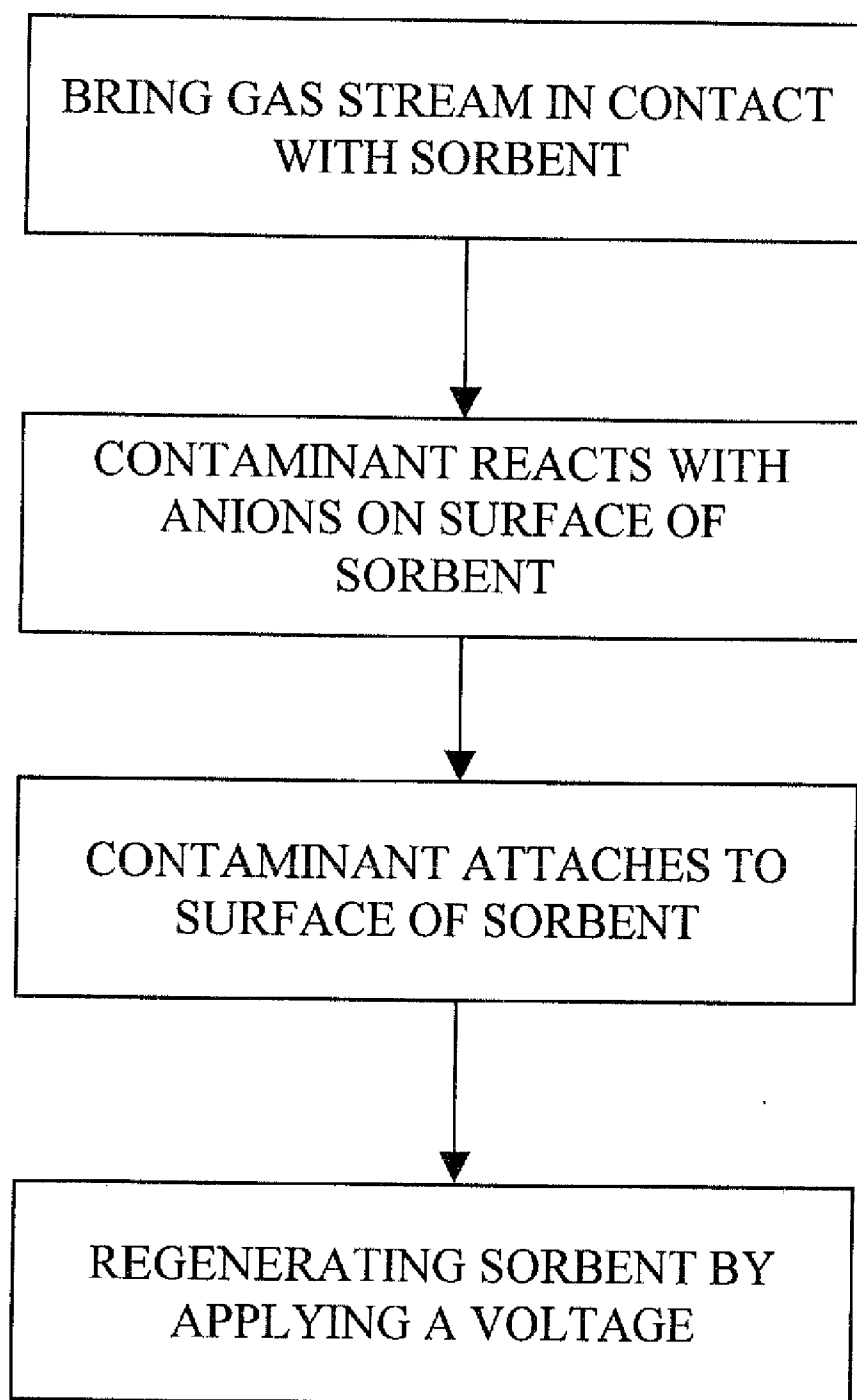 BRING GAS STREAM IN CONTACT
WITH SORBENT
CONTAMINANT REACTS WITH
ANIONS ON SURFACE OF
SORBENT
CONTAMINANT ATTACHES TO
SURFACE OF SORBENT
REGENERATING SORBENT BY
APPLYING A VOLTAGE